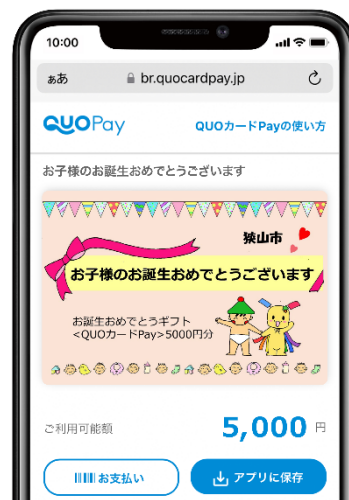 10:00
ああ
br.quocardpay.jp
QUOPay
QUOカードPayの使い方
お子様のお誕生おめでとうございます
狭山市
お子様のお誕生おめでとうございます
お誕生おめでとうギフト
<QUOカードPay>5000円分
ご利用可能額
5,000 円
お支払い
アプリに保存